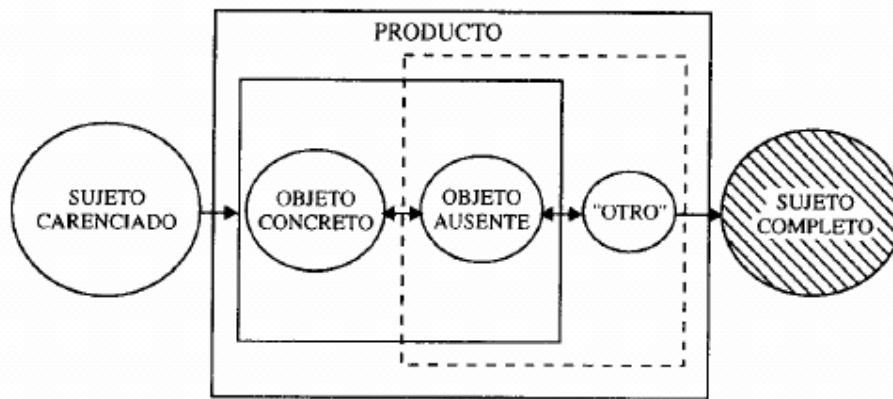 PRODUCTO
SUJETO
CARENCIADO
OBJETO
CONCRETO
OBJETO
AUSENTE
"OTRO"
SUJETO
COMPLETO